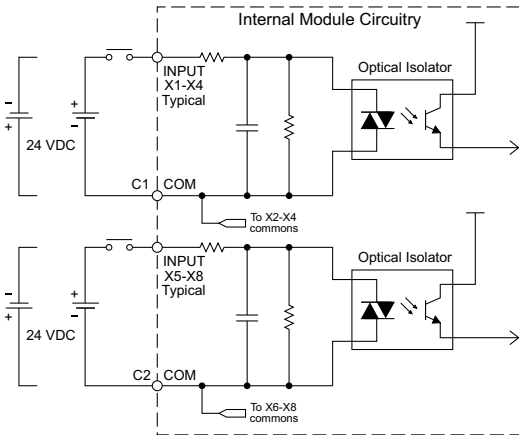 Internal Module Circuitry
INPUT
X1-X4
Typical
Optical Isolator
-
+
+
-
24 VDC
C1 COM
To X2-X4
commons
INPUT
X5-X8
Typical
Optical Isolator
-
+
+
-
24 VDC
C2 COM
To X6-X8
commons